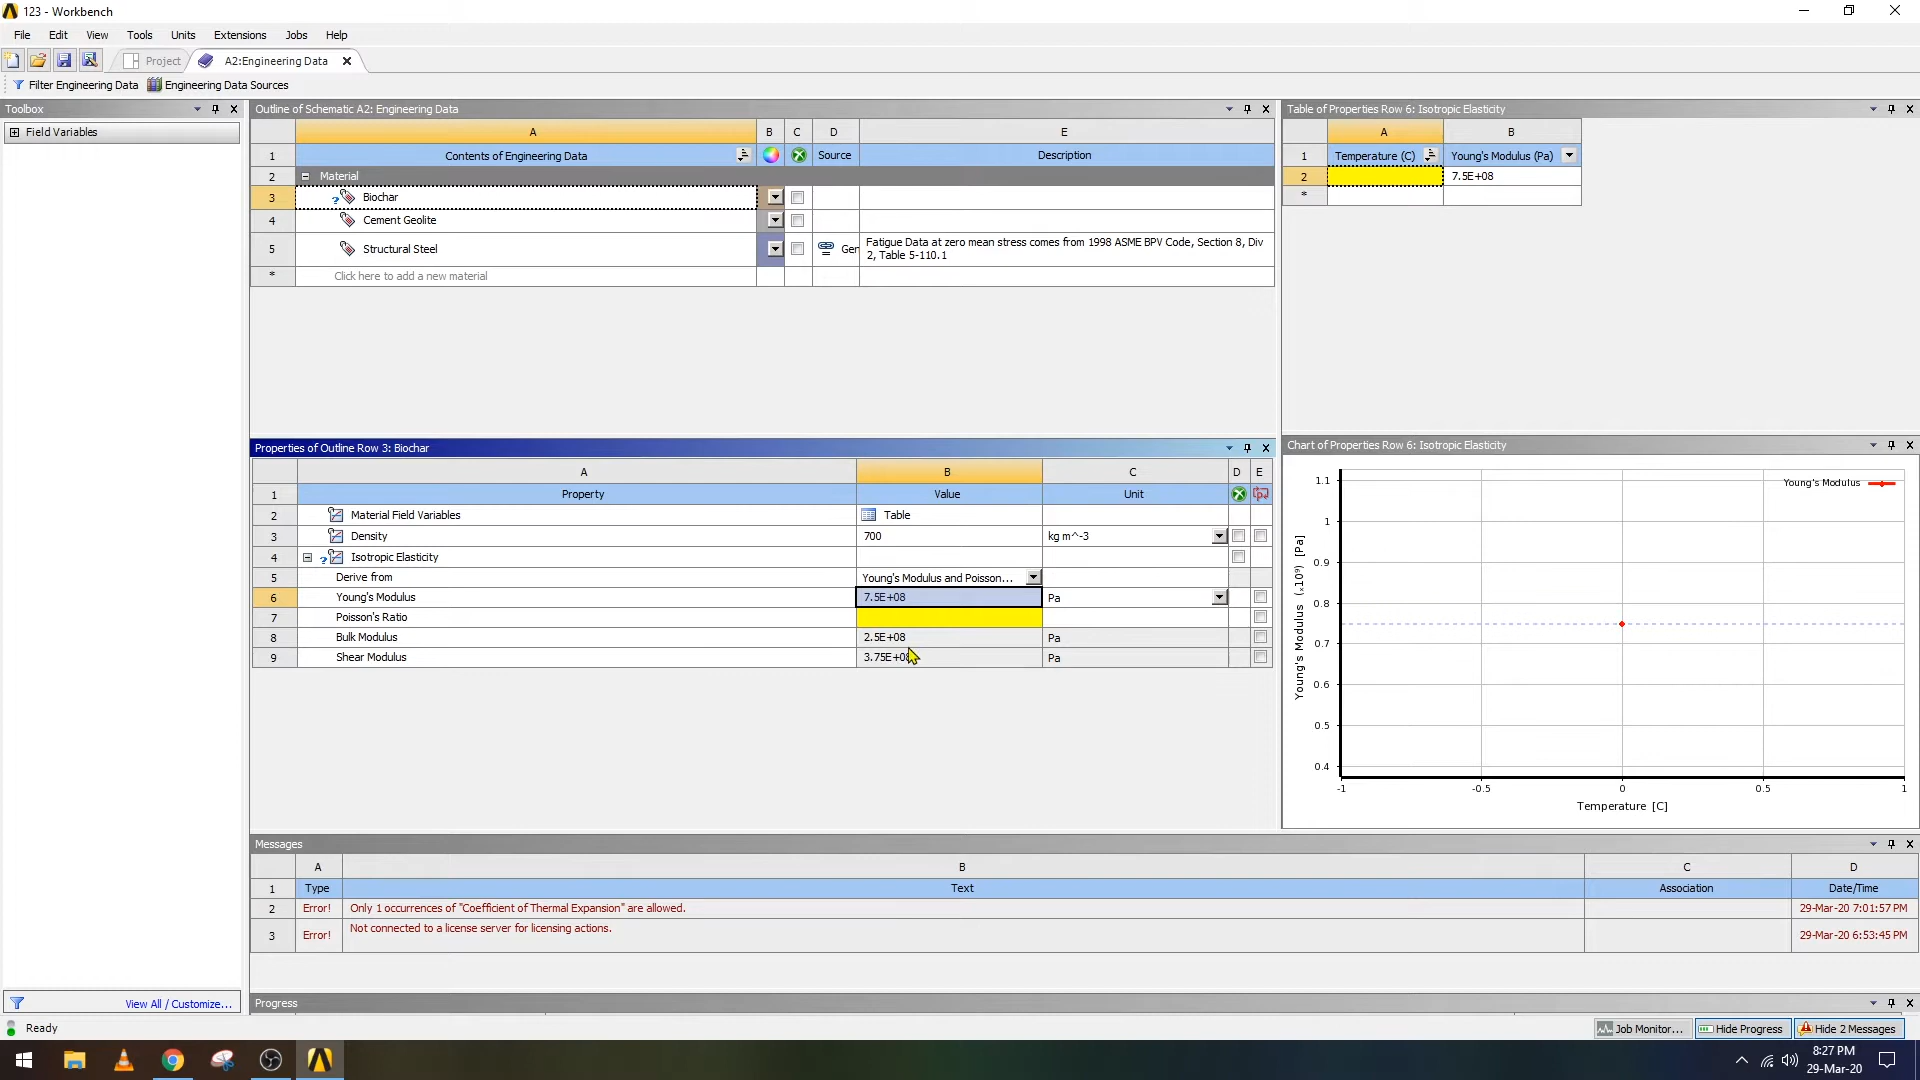 123 - Workbench
File Edit View Tools Units Extensions Jobs Help
Project A2:Engineering Data
Filter Engineering Data Engineering Data Sources
Toolbox
Field Variables
View All / Customize...
Outline of Schematic A2: Engineering Data
A B C D E
1 Contents of Engineering Data Source Description
2 Material
3 ? Biochar
4 Cement Geolite
5 Structural Steel Ger Fatigue Data at zero mean stress comes from 1998 ASME BPV Code, Section 8, Div
2, Table 5-110.1
* Click here to add a new material
Table of Properties Row 6: Isotropic Elasticity
A B
1 Temperature (C) Young's Modulus (Pa)
2 7.5E+08
*
Properties of Outline Row 3: Biochar
A B C D E
1 Property Value Unit
2 Material Field Variables Table
3 Density 700 kg m^-3
4 ? Isotropic Elasticity
5 Derive from Young's Modulus and Poisson...
6 Young's Modulus 7.5E+08 Pa
7 Poisson's Ratio
8 Bulk Modulus 2.5E+08 Pa
9 Shear Modulus 3.75E+08 Pa
Chart of Properties Row 6: Isotropic Elasticity
Young's Modulus
1.1
1
0.9
0.8
0.7
0.6
0.5
0.4
Young's Modulus (×10⁹) [Pa]
-1 -0.5 0 0.5 1
Temperature [C]
Messages
A B C D
1 Type Text Association Date/Time
2 Error! Only 1 occurrences of "Coefficient of Thermal Expansion" are allowed. 29-Mar-20 7:01:57 PM
3 Error! Not connected to a license server for licensing actions. 29-Mar-20 6:53:45 PM
Progress
Ready
Job Monitor... Hide Progress Hide 2 Messages
8:27 PM
29-Mar-20